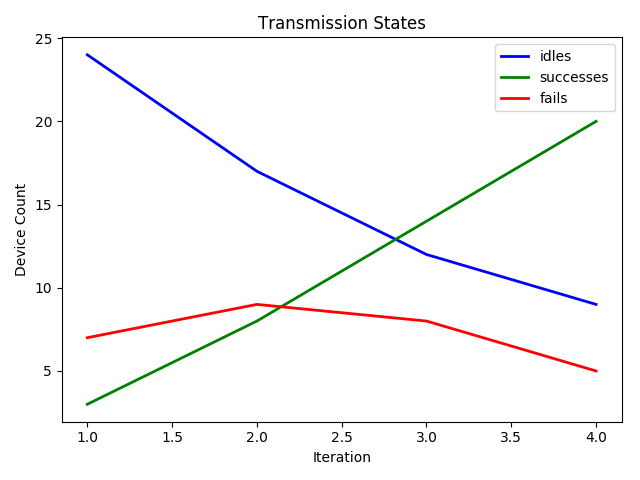 Transmission States
idles
successes
fails
Device Count
25
20
15
10
5
1.0 1.5 2.0 2.5 3.0 3.5 4.0
Iteration